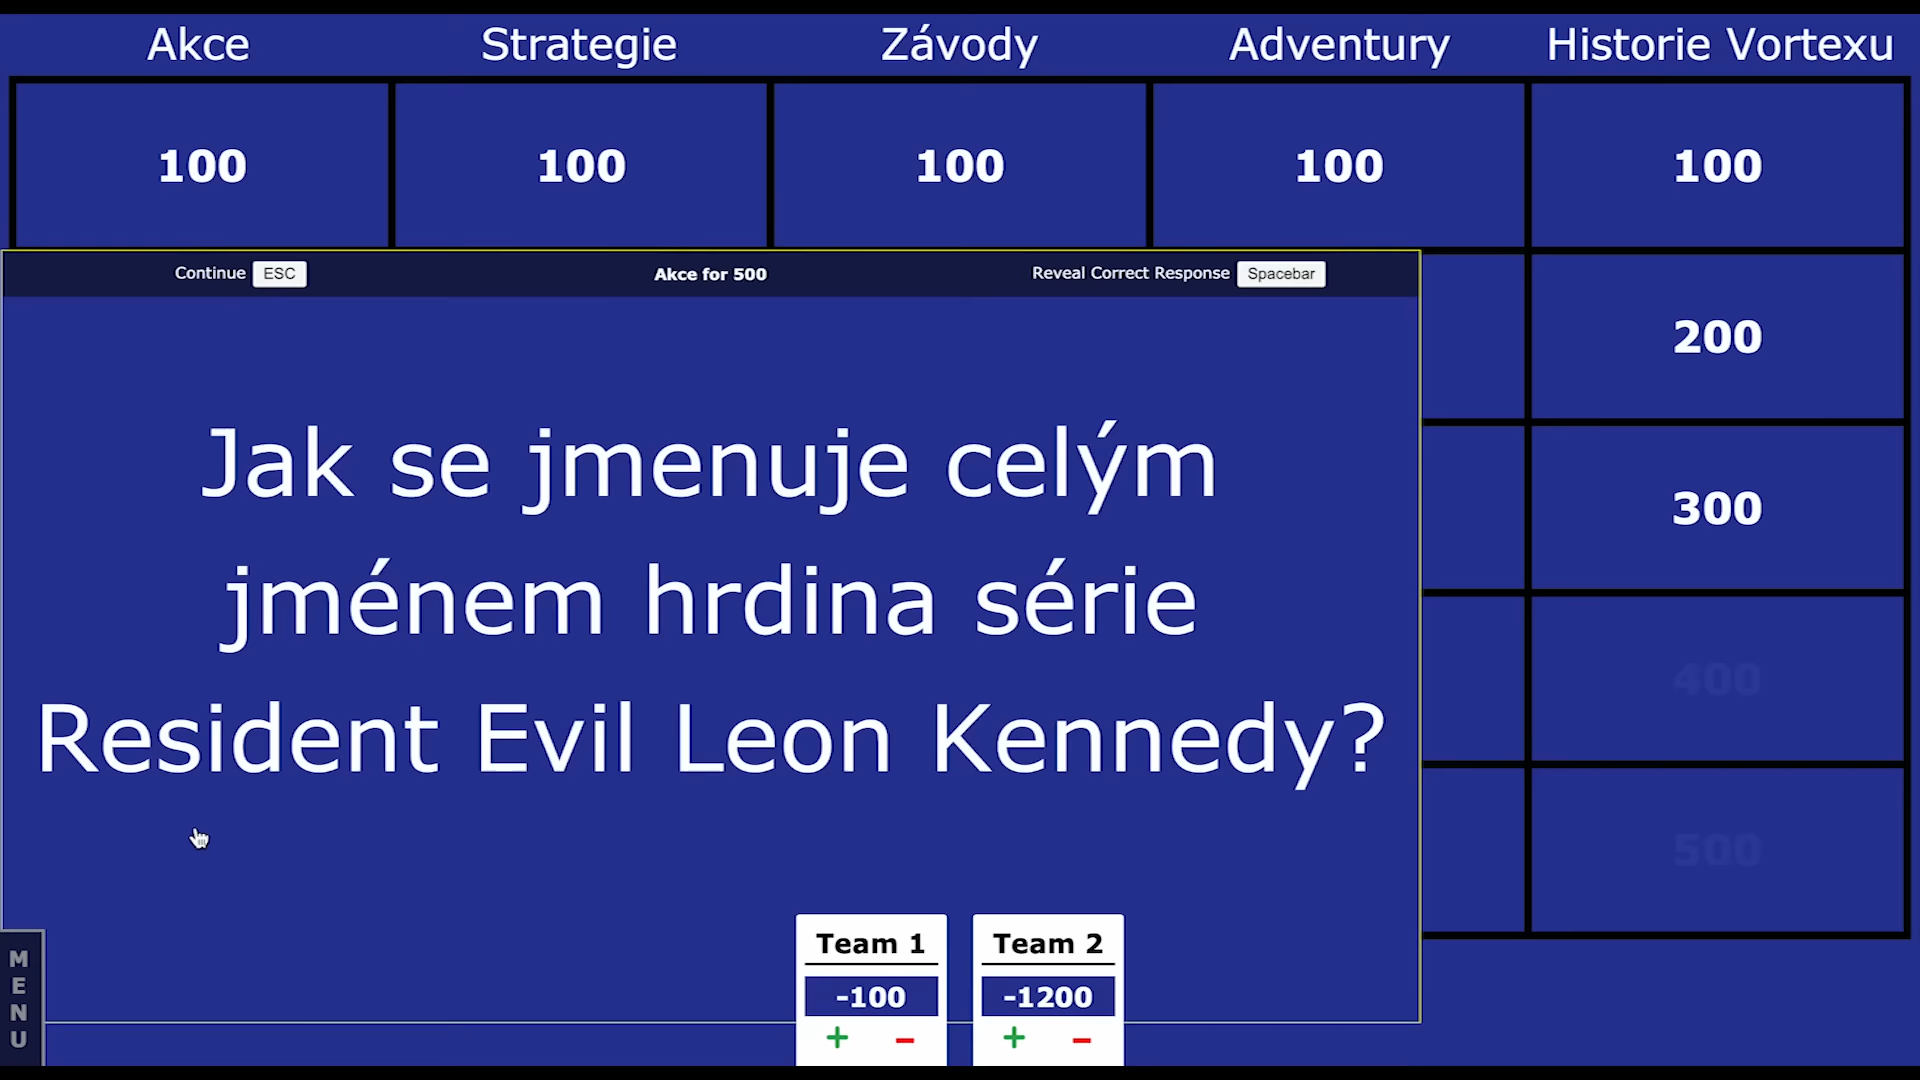 Akce Strategie Závody Adventury Historie Vortexu
100 100 100 100 100
Continue ESC Akce for 500 Reveal Correct Response Spacebar
200
300
400
500
Jak se jmenuje celým
jménem hrdina série
Resident Evil Leon Kennedy?
MENU
Team 1 Team 2
-100 -1200
+ - + -